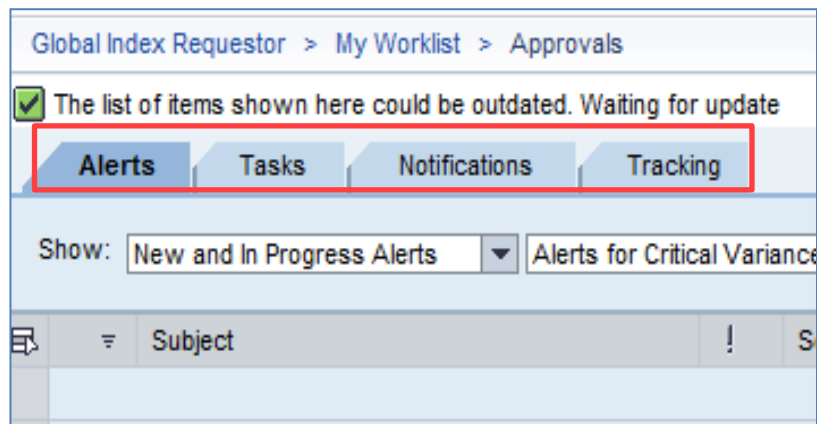 Global Index Requestor > My Worklist > Approvals
The list of items shown here could be outdated. Waiting for update
Alerts Tasks Notifications Tracking
Show: New and In Progress Alerts Alerts for Critical Variance
Subject !